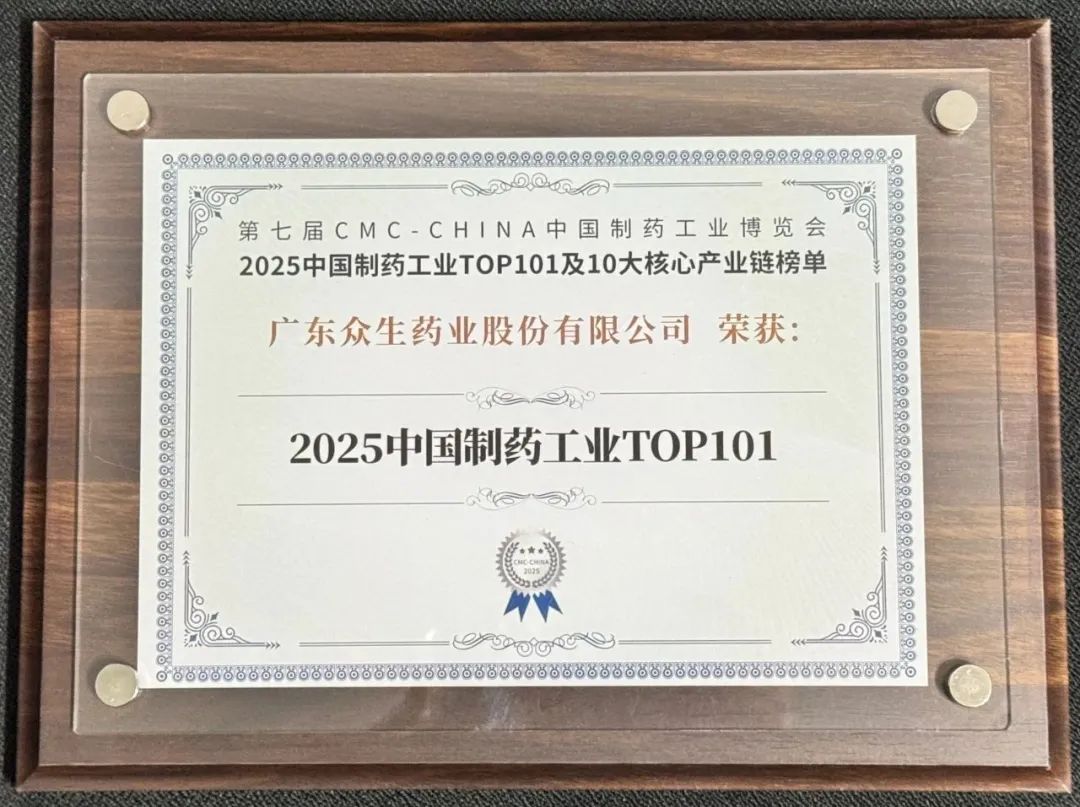 第七届CMC-CHINA中国制药工业博览会
2025中国制药工业TOP101及10大核心产业链榜单
广东众生药业股份有限公司 荣获：
2025中国制药工业TOP101
CMC-CHINA
2025